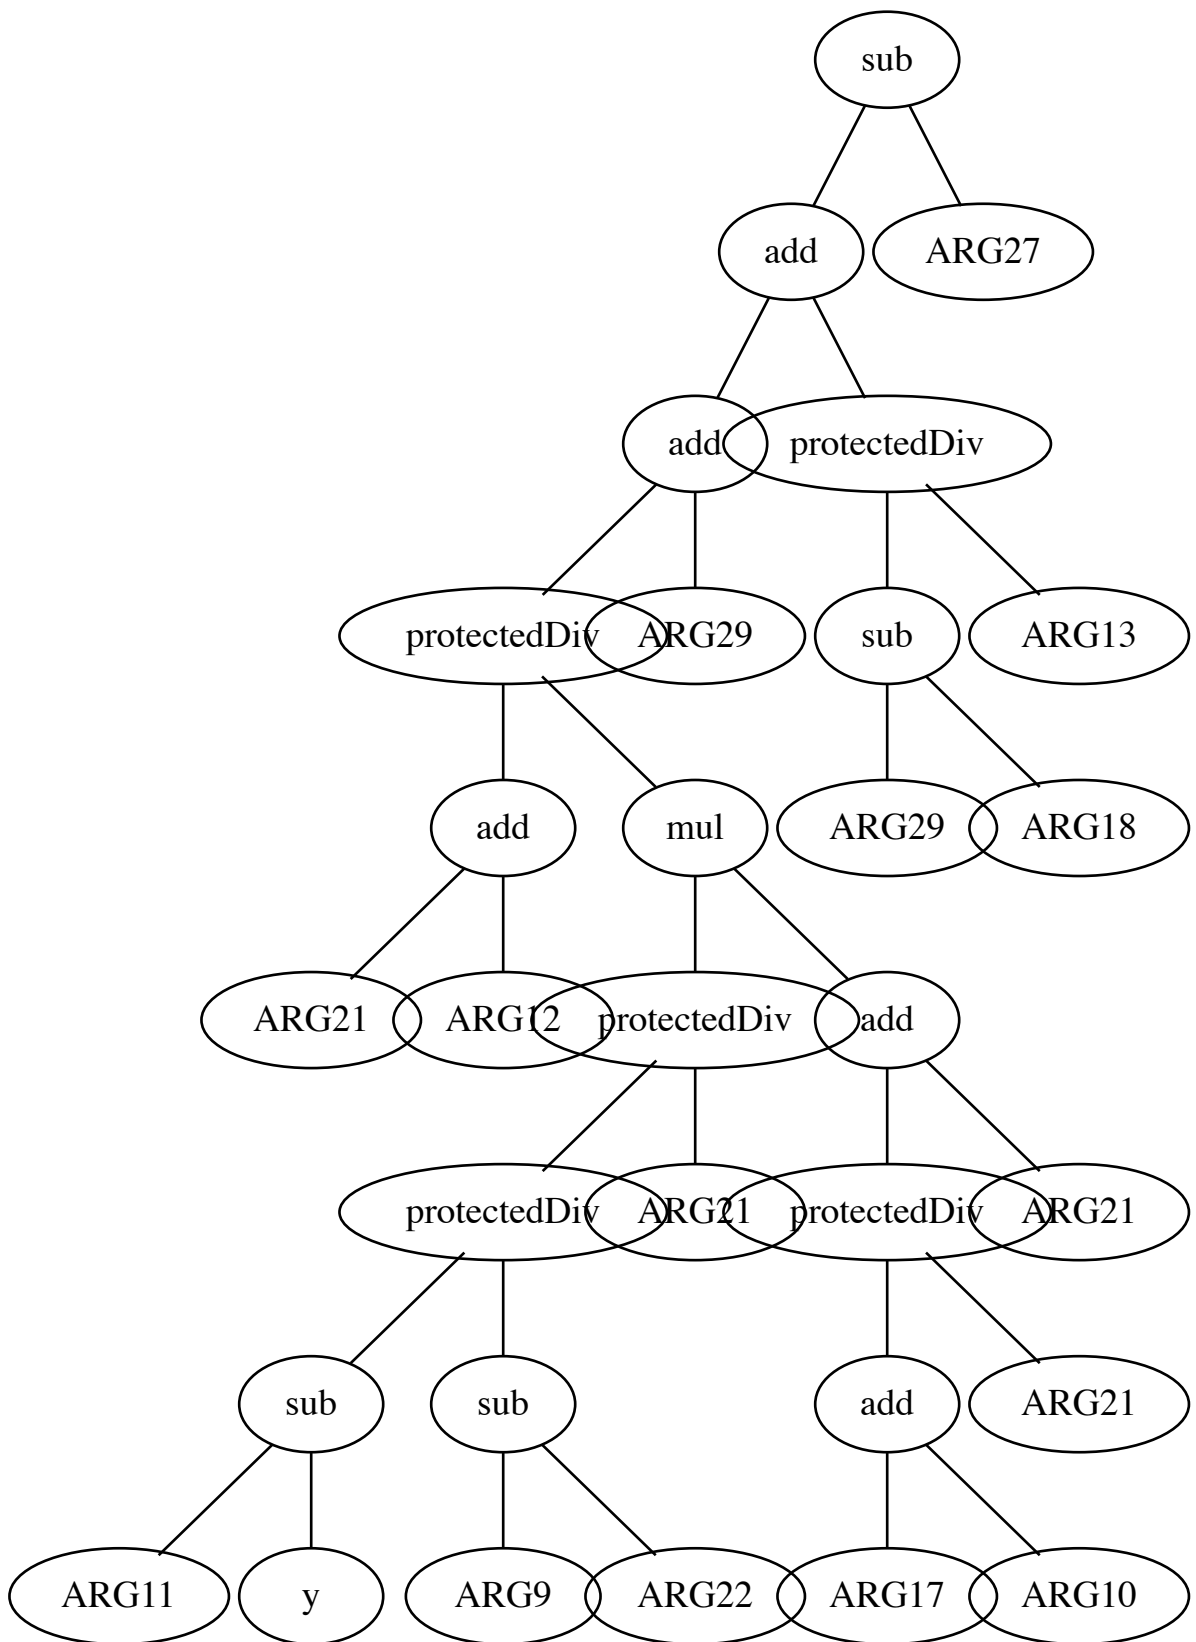 sub
add ARG27
add protectedDiv
protectedDiv ARG29 sub ARG13
add mul ARG29 ARG18
ARG21 ARG12 protectedDiv add
protectedDiv ARG21 protectedDiv ARG21
sub sub add ARG21
ARG11 y ARG9 ARG22 ARG17 ARG10